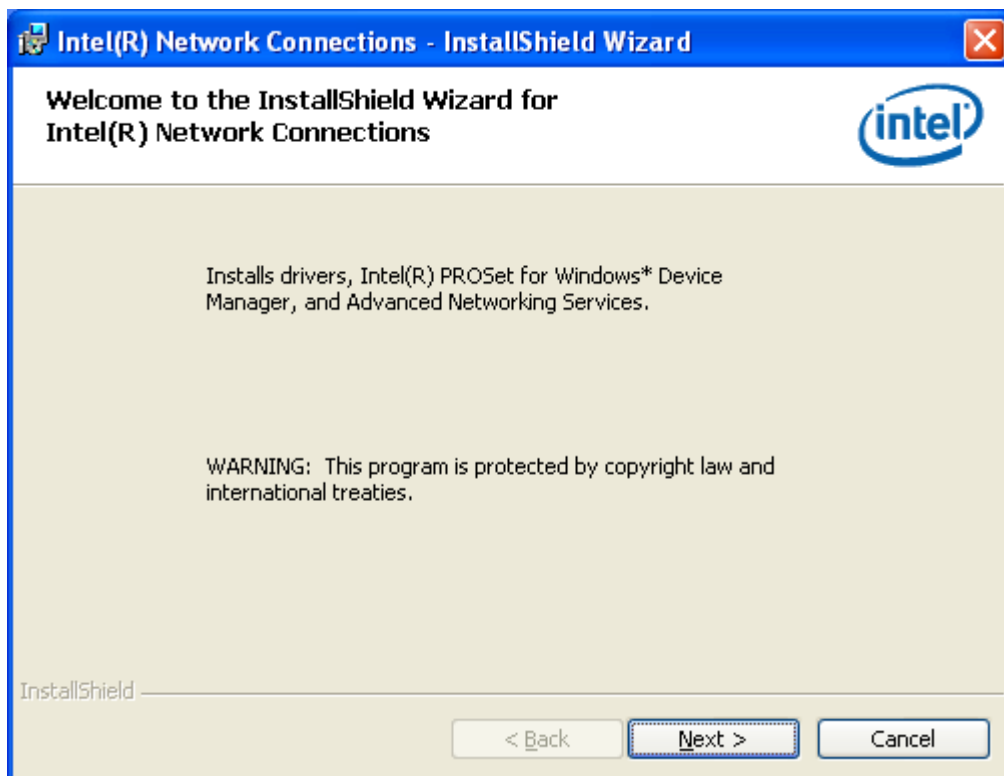 Intel(R) Network Connections - InstallShield Wizard
Welcome to the InstallShield Wizard for
Intel(R) Network Connections
intel
Installs drivers, Intel(R) PROSet for Windows* Device
Manager, and Advanced Networking Services.
WARNING:  This program is protected by copyright law and
international treaties.
InstallShield
< Back
Next >
Cancel